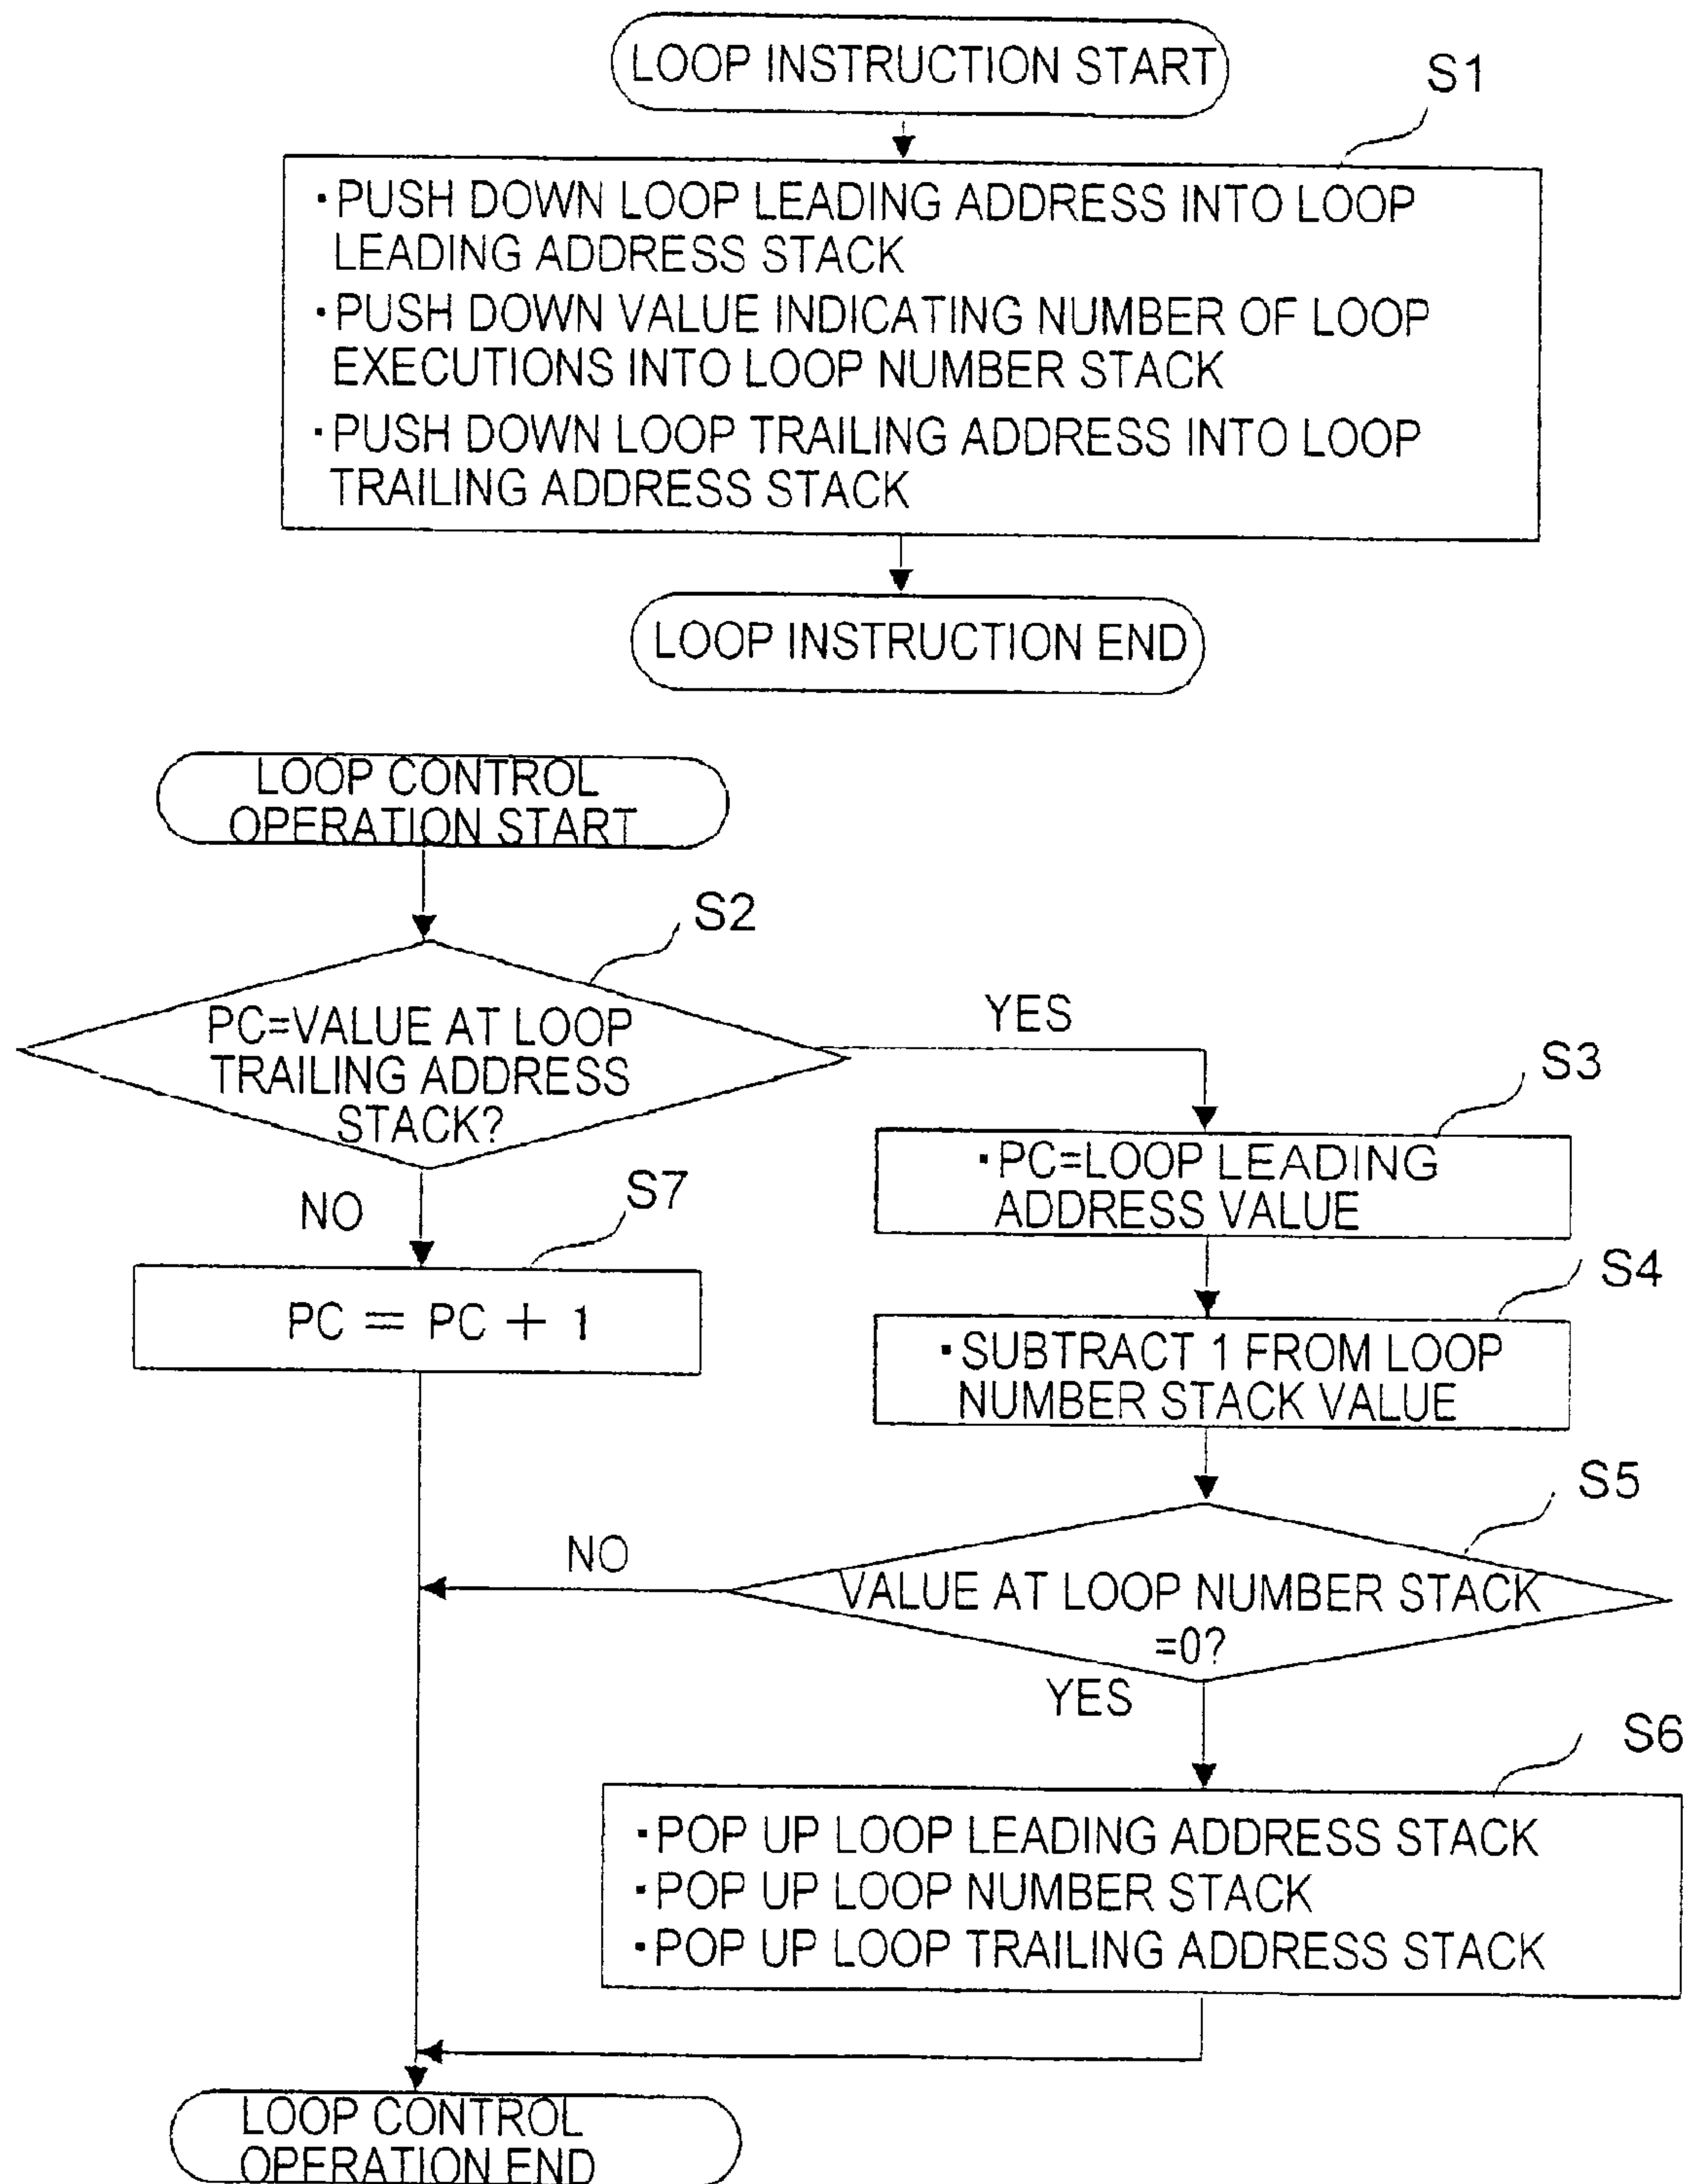 LOOP INSTRUCTION START
S1
・PUSH DOWN LOOP LEADING ADDRESS INTO LOOP
LEADING ADDRESS STACK
・PUSH DOWN VALUE INDICATING NUMBER OF LOOP
EXECUTIONS INTO LOOP NUMBER STACK
・PUSH DOWN LOOP TRAILING ADDRESS INTO LOOP
TRAILING ADDRESS STACK
LOOP INSTRUCTION END
LOOP CONTROL
OPERATION START
S2
PC=VALUE AT LOOP
TRAILING ADDRESS
STACK?
YES
NO
S3
・PC=LOOP LEADING
ADDRESS VALUE
S7
PC = PC + 1
S4
・SUBTRACT 1 FROM LOOP
NUMBER STACK VALUE
S5
NO
VALUE AT LOOP NUMBER STACK
=0?
YES
S6
・POP UP LOOP LEADING ADDRESS STACK
・POP UP LOOP NUMBER STACK
・POP UP LOOP TRAILING ADDRESS STACK
LOOP CONTROL
OPERATION END